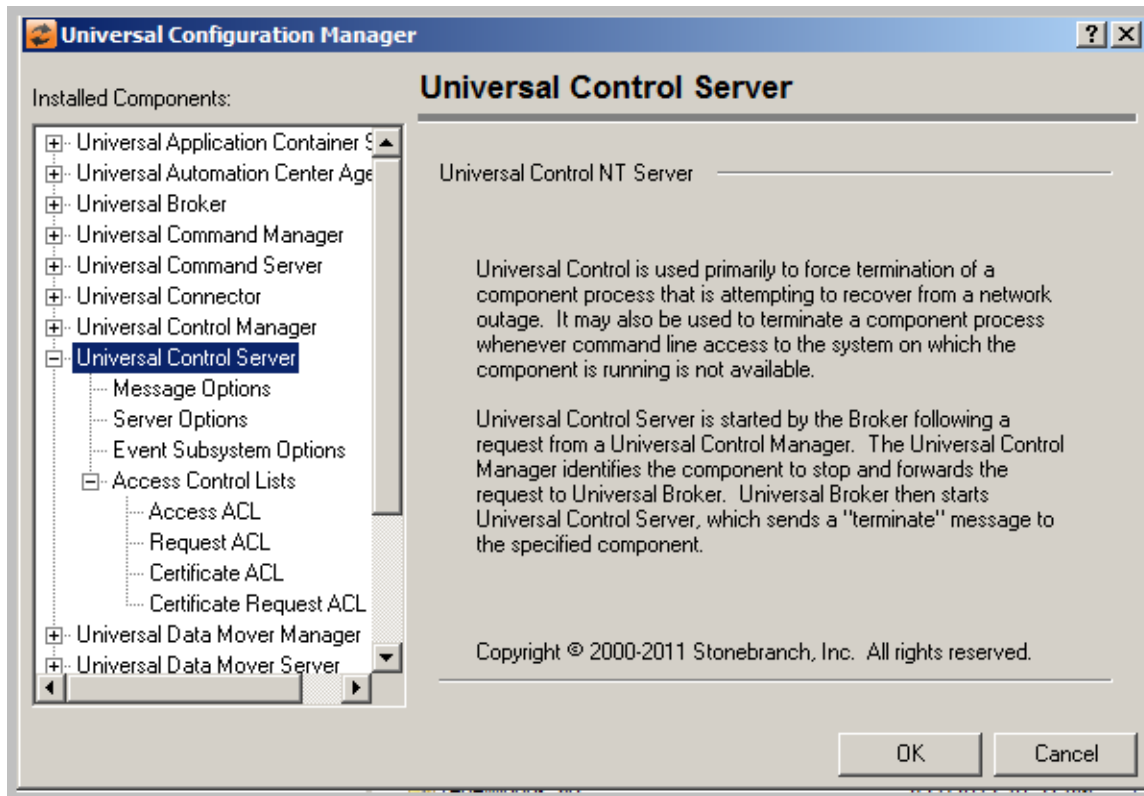 Universal Configuration Manager
Installed Components:
Universal Application Container S
Universal Automation Center Age
Universal Broker
Universal Command Manager
Universal Command Server
Universal Connector
Universal Control Manager
Universal Control Server
Message Options
Server Options
Event Subsystem Options
Access Control Lists
Access ACL
Request ACL
Certificate ACL
Certificate Request ACL
Universal Data Mover Manager
Universal Data Mover Server
Universal Control Server
Universal Control NT Server
Universal Control is used primarily to force termination of a
component process that is attempting to recover from a network
outage.  It may also be used to terminate a component process
whenever command line access to the system on which the
component is running is not available.
Universal Control Server is started by the Broker following a
request from a Universal Control Manager.  The Universal Control
Manager identifies the component to stop and forwards the
request to Universal Broker.  Universal Broker then starts
Universal Control Server, which sends a "terminate" message to
the specified component.
Copyright © 2000-2011 Stonebranch, Inc.  All rights reserved.
OK
Cancel